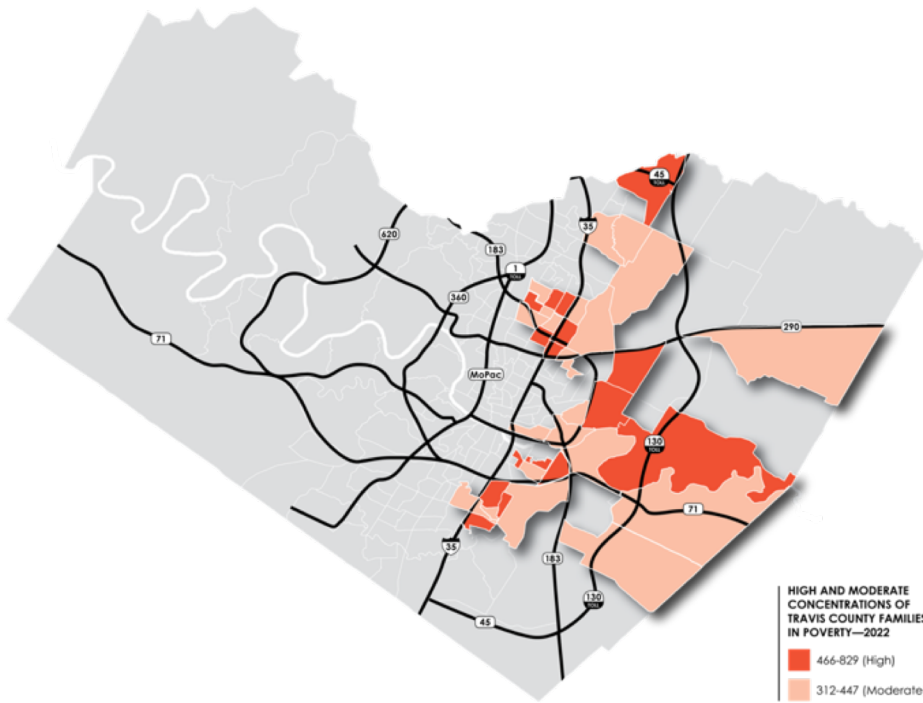 45
TOLL
35
620
183
1
TOLL
360
290
71
MoPac
130
TOLL
71
35
183
130
TOLL
45
HIGH AND MODERATE
CONCENTRATIONS OF
TRAVIS COUNTY FAMILIES
IN POVERTY—2022
466-829 (High)
312-447 (Moderate